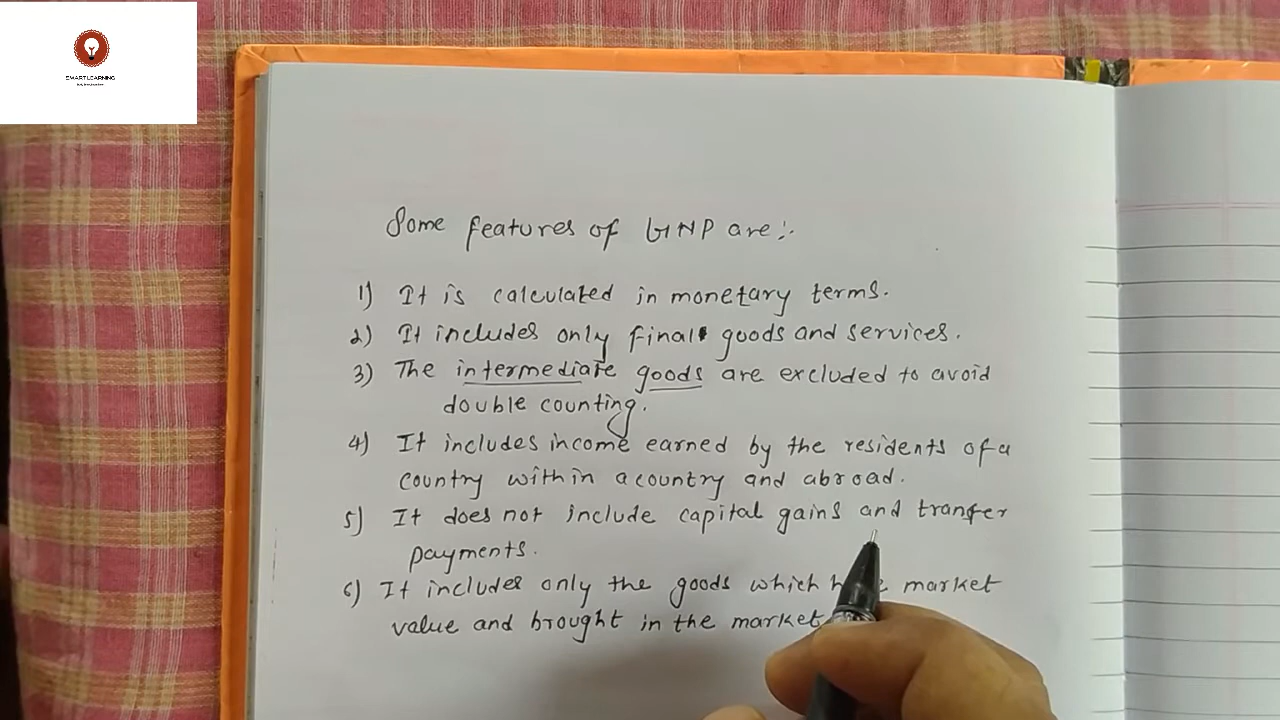 SMART LEARNING
Some features of GNP are:-
1) It is calculated in monetary terms.
2) It includes only final goods and services.
3) The intermediate goods are excluded to avoid
double counting.
4) It includes income earned by the residents of a
country within a country and abroad.
5) It does not include capital gains and transfer
payments.
6) It includes only the goods which market
value and brought in the market